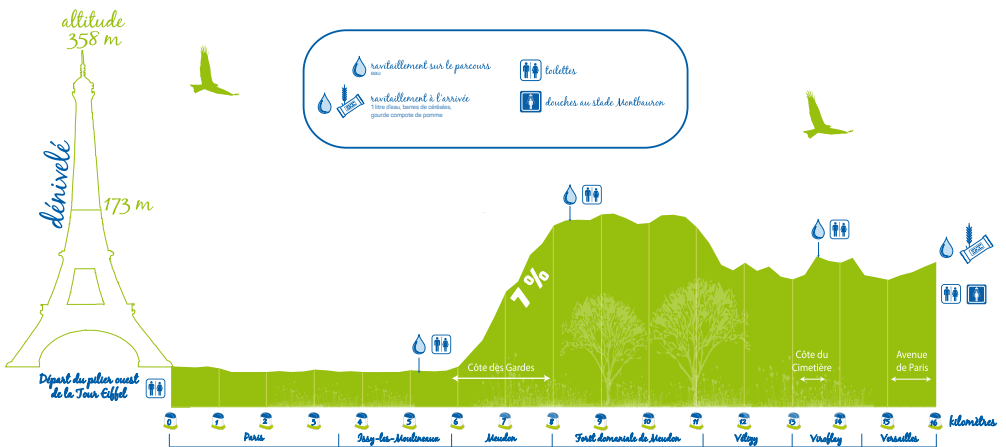 altitude
358 m
dénivelé
173 m
ravitaillement sur le parcours
eau
ravitaillement à l'arrivée
1 litre d'eau, barres de céréales,
gourde compote de pomme
toilettes
douches au stade Montbauron
7 %
Départ du pilier ouest
de la Tour Eiffel
Côte des Gardes
Côte du
Cimetière
Avenue
de Paris
0 1 2 3 4 5 6 7 8 9 10 11 12 13 14 15 16 kilomètres
Paris Issy-les-Moulineaux Meudon Forêt domaniale de Meudon Vélizy Viroflay Versailles